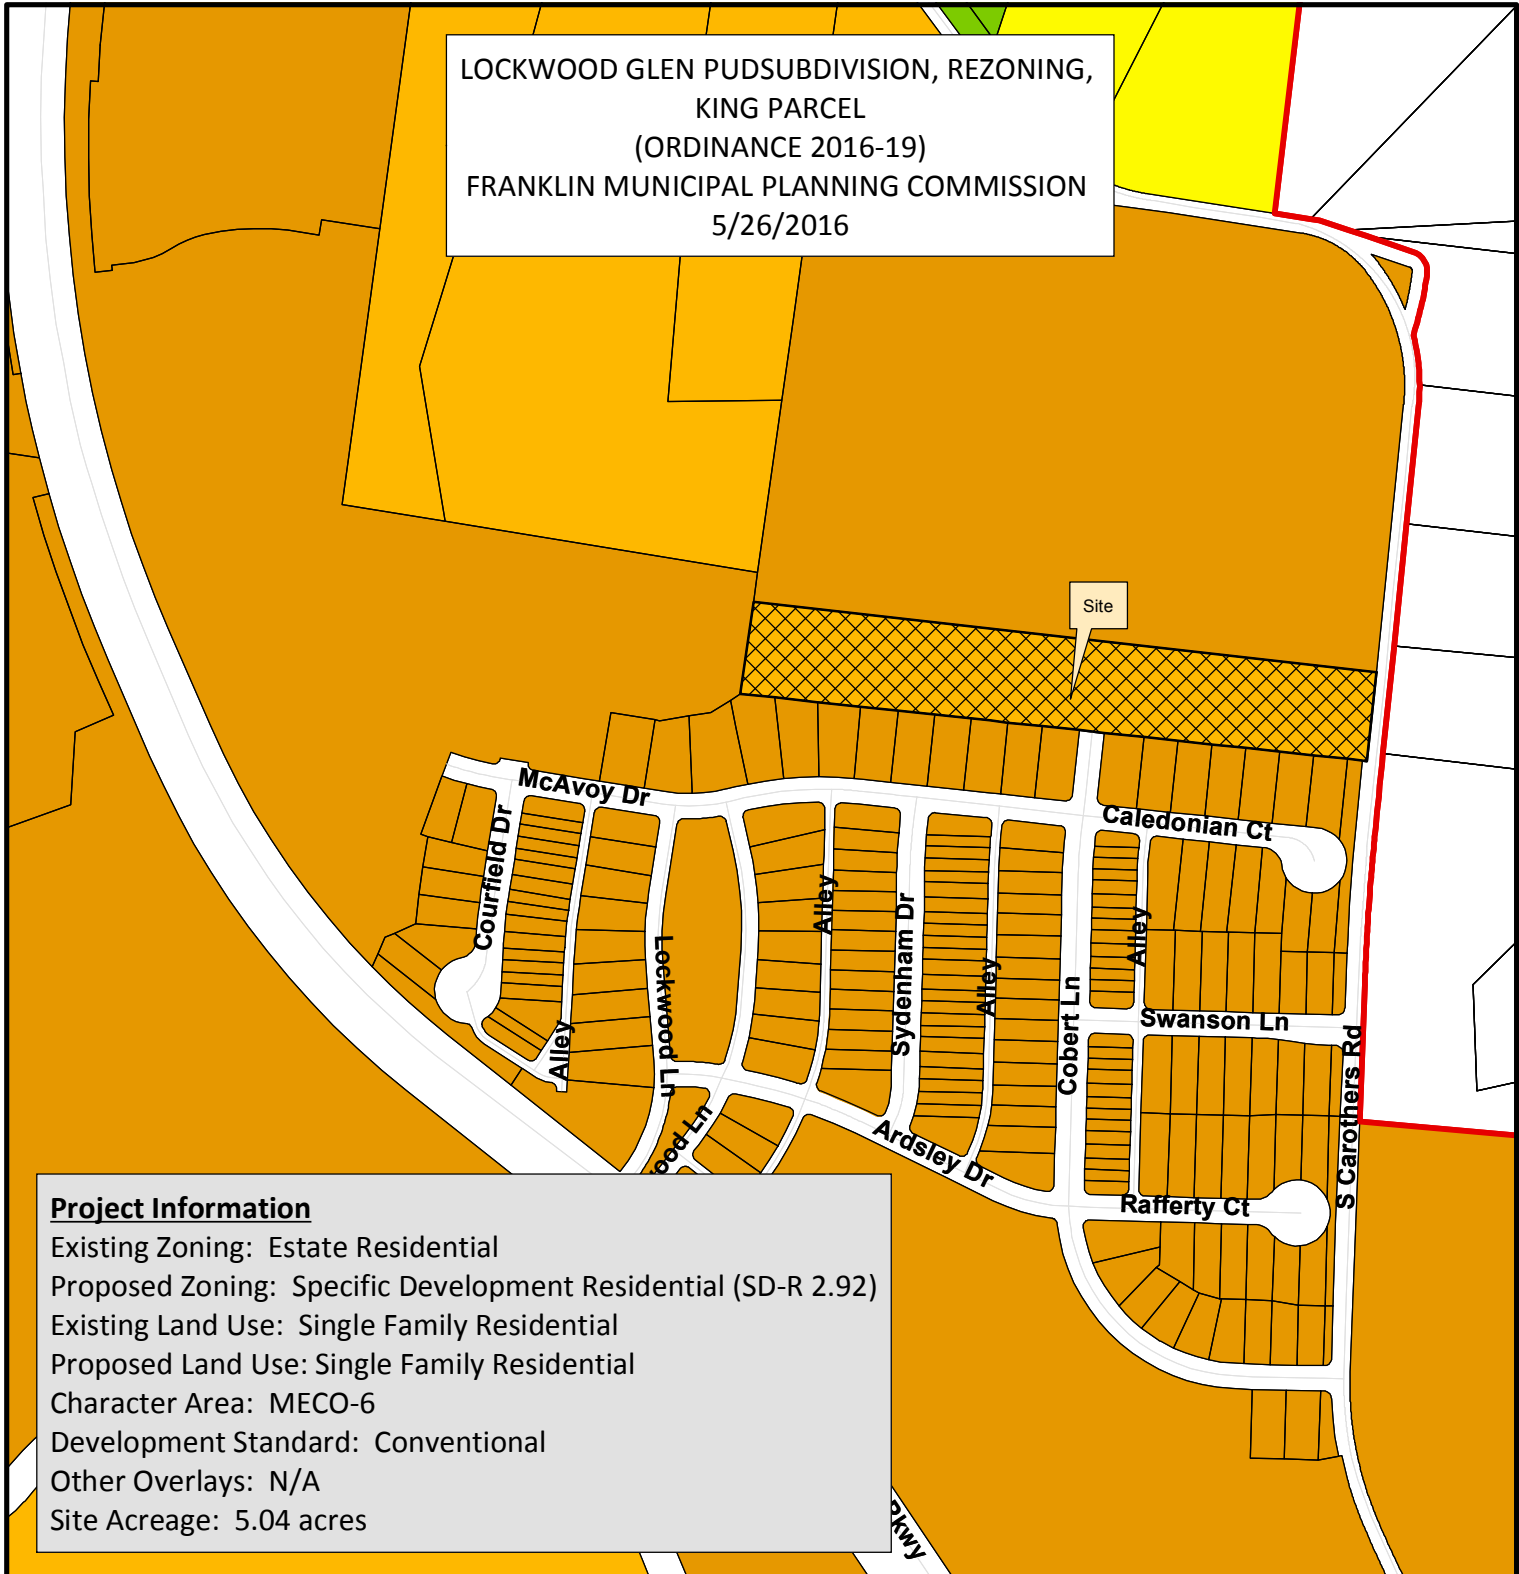 LOCKWOOD GLEN PUDSUBDIVISION, REZONING,
KING PARCEL
(ORDINANCE 2016-19)
FRANKLIN MUNICIPAL PLANNING COMMISSION
5/26/2016
Site
McAvoy Dr
Caledonian Ct
Courfield Dr
Alley
Lockwood Ln
Alley
Sydenham Dr
Alley
Cobert Ln
Alley
Swanson Ln
S Carothers Rd
Ardsley Dr
ood Ln
Rafferty Ct
Pkwy
Project Information
Existing Zoning: Estate Residential
Proposed Zoning: Specific Development Residential (SD-R 2.92)
Existing Land Use: Single Family Residential
Proposed Land Use: Single Family Residential
Character Area: MECO-6
Development Standard: Conventional
Other Overlays: N/A
Site Acreage: 5.04 acres